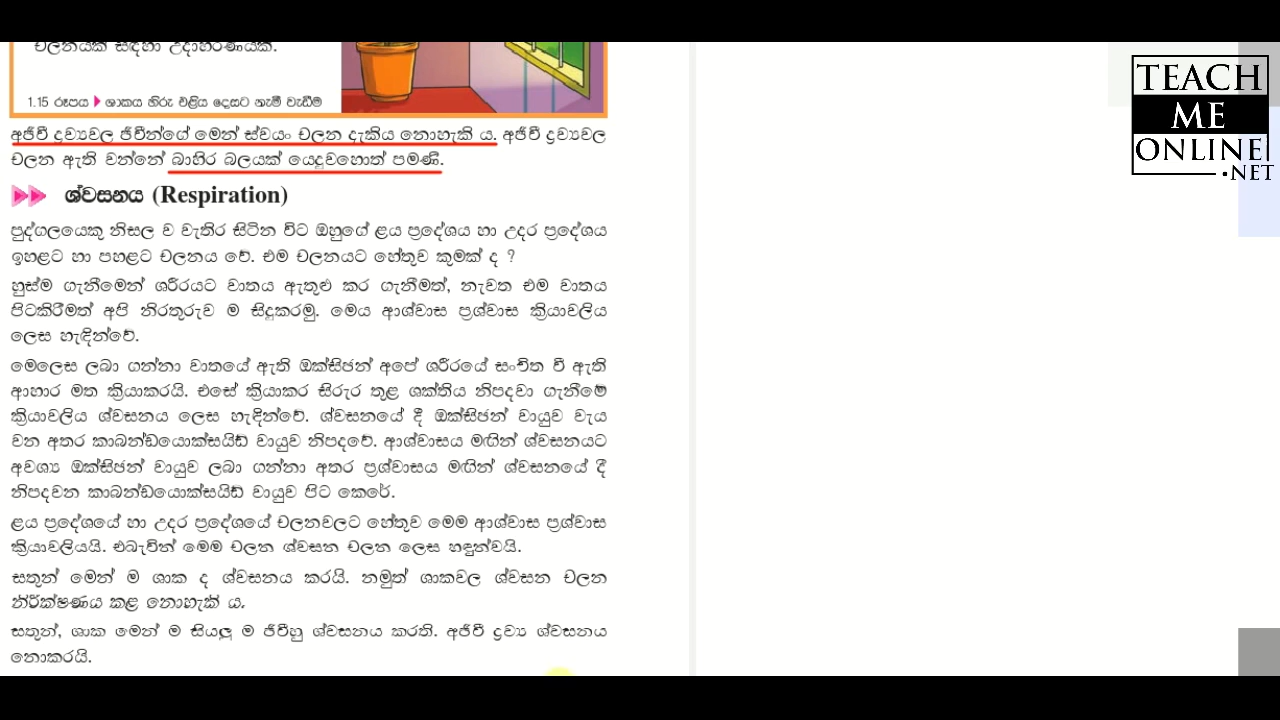 චලනයක් සඳහා උදාහරණයකි.
1.15 රූපය ශාකය හිරු එළිය දෙසට නැමී වැඩීම
අජීවී ද්‍රව්‍යවල ජීවීන්ගේ මෙන් ස්වයං චලන දැකිය නොහැකි ය. අජීවී ද්‍රව්‍යවල
චලන ඇති වන්නේ බාහිර බලයක් යෙදුවහොත් පමණි.
ශ්වසනය (Respiration)
පුද්ගලයෙකු නිසල ව වැතිර සිටින විට ඔහුගේ ළය ප්‍රදේශය හා උදර ප්‍රදේශය
ඉහළට හා පහළට චලනය වේ. එම චලනයට හේතුව කුමක් ද ?
හුස්ම ගැනීමෙන් ශරීරයට වාතය ඇතුළු කර ගැනීමත්, නැවත එම වාතය
පිටකිරීමත් අපි නිරතුරුව ම සිදුකරමු. මෙය ආශ්වාස ප්‍රශ්වාස ක්‍රියාවලිය
ලෙස හැඳින්වේ.
මෙලෙස ලබා ගන්නා වාතයේ ඇති ඔක්සිජන් අපේ ශරීරයේ සංචිත වී ඇති
ආහාර මත ක්‍රියාකරයි. එසේ ක්‍රියාකර සිරුර තුළ ශක්තිය නිපදවා ගැනීමේ
ක්‍රියාවලිය ශ්වසනය ලෙස හැඳින්වේ. ශ්වසනයේ දී ඔක්සිජන් වායුව වැය
වන අතර කාබන්ඩයොක්සයිඩ් වායුව නිපදවේ. ආශ්වාසය මඟින් ශ්වසනයට
අවශ්‍ය ඔක්සිජන් වායුව ලබා ගන්නා අතර ප්‍රශ්වාසය මඟින් ශ්වසනයේ දී
නිපදවන කාබන්ඩයොක්සයිඩ් වායුව පිට කෙරේ.
ළය ප්‍රදේශයේ හා උදර ප්‍රදේශයේ චලනවලට හේතුව මෙම ආශ්වාස ප්‍රශ්වාස
ක්‍රියාවලියයි. එබැවින් මෙම චලන ශ්වසන චලන ලෙස හඳුන්වයි.
සතුන් මෙන් ම ශාක ද ශ්වසනය කරයි. නමුත් ශාකවල ශ්වසන චලන
නිරීක්ෂණය කළ නොහැකි ය.
සතුන්, ශාක මෙන් ම සියලු ම ජීවීහු ශ්වසනය කරති. අජීවී ද්‍රව්‍ය ශ්වසනය
නොකරයි.
TEACH
ME
ONLINE
.NET